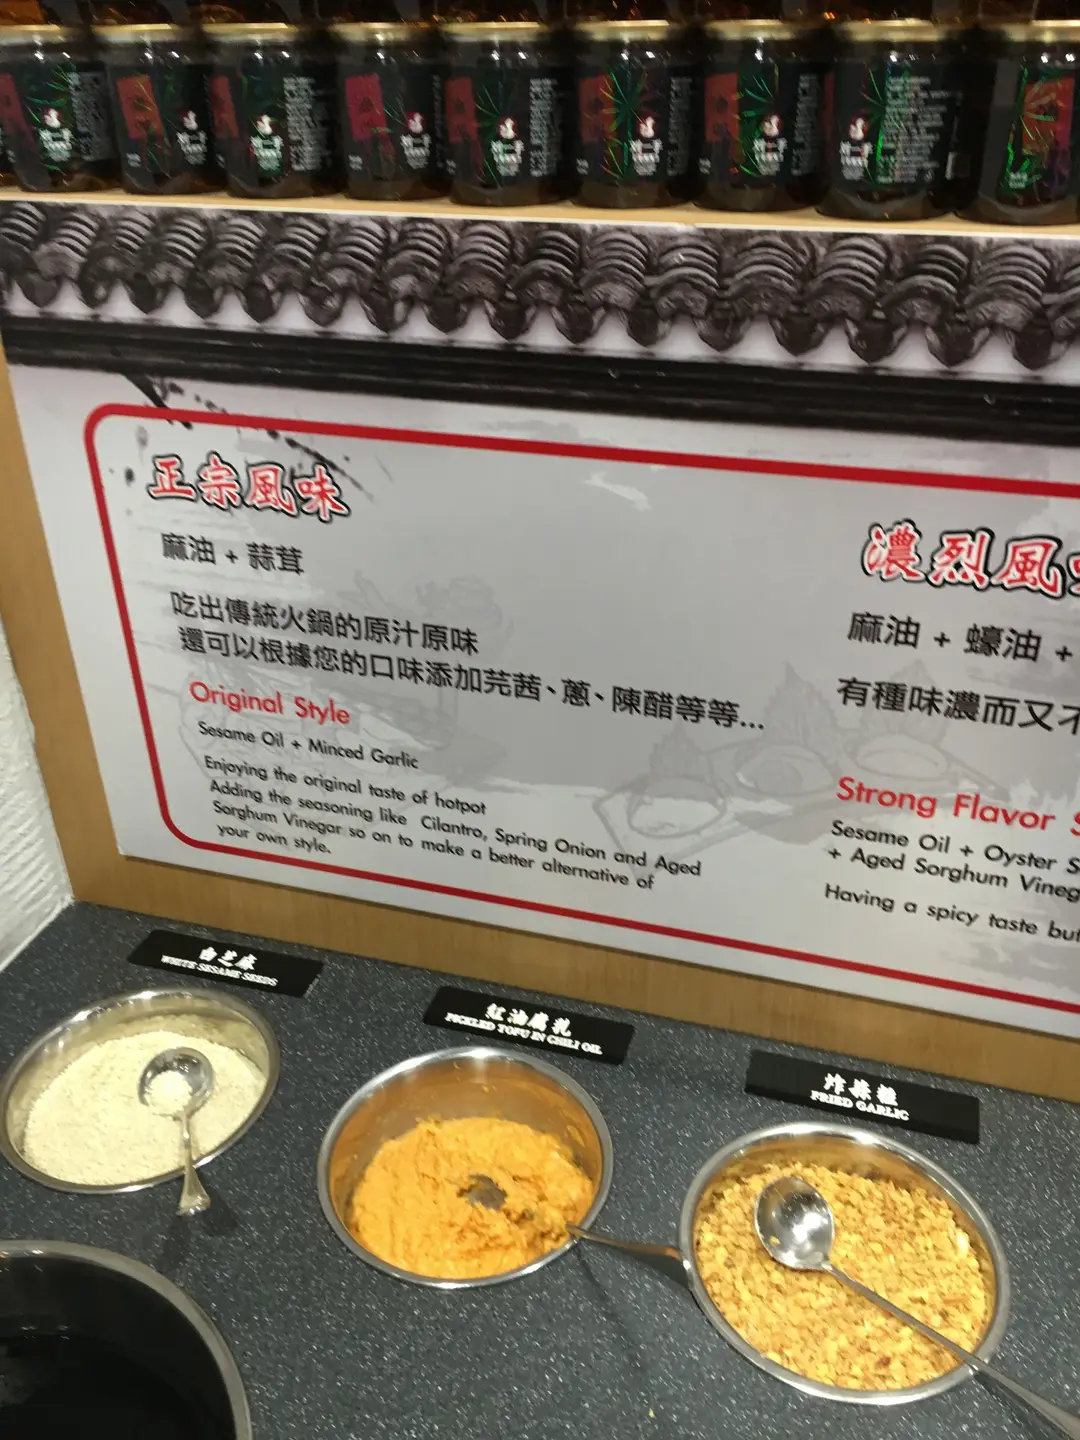 正宗風味
麻油 + 蒜茸
吃出傳統火鍋的原汁原味
還可以根據您的口味添加芫茜、蔥、陳醋等等...
Original Style
Sesame Oil + Minced Garlic
Enjoying the original taste of hotpot
Adding the seasoning like Cilantro, Spring Onion and Aged
Sorghum Vinegar so on to make a better alternative of
your own style.
濃烈風
麻油 + 蠔油 +
有種味濃而又不
Strong Flavor S
Sesame Oil + Oyster S
+ Aged Sorghum Vineg
Having a spicy taste but
白芝麻
WHITE SESAME SEEDS
紅油腐乳
PICKLED TOFU IN CHILI OIL
炸蒜粒
FRIED GARLIC